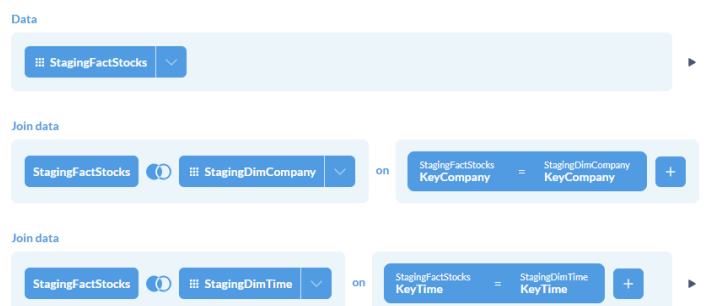 Data
StagingFactStocks
Join data
StagingFactStocks StagingDimCompany on StagingFactStocks KeyCompany = StagingDimCompany KeyCompany +
Join data
StagingFactStocks StagingDimTime on StagingFactStocks KeyTime = StagingDimTime KeyTime +